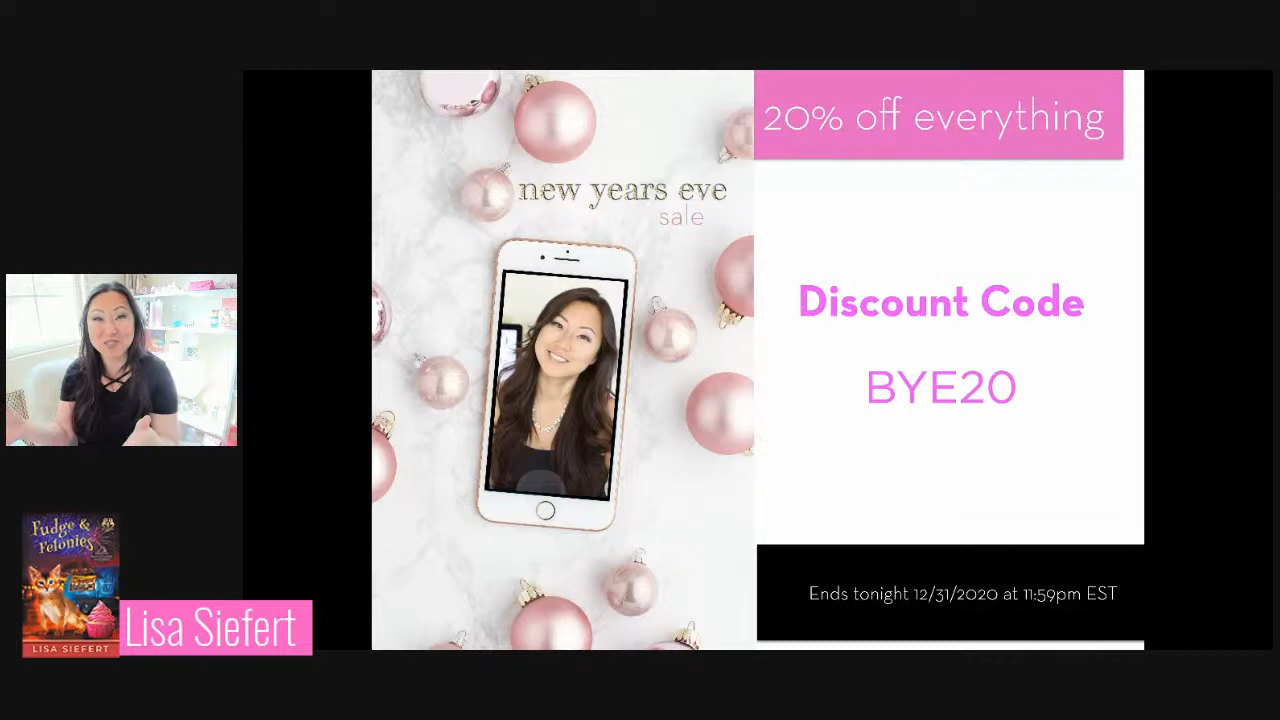 20% off everything
new years eve
sale
Discount Code
BYE20
Ends tonight 12/31/2020 at 11:59pm EST
Fudge &
Felonies
LISA SIEFERT
Lisa Siefert